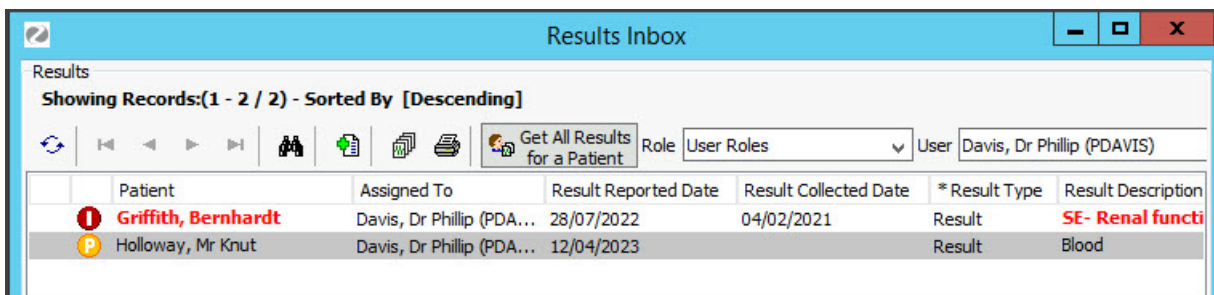 Results Inbox
Results
Showing Records:(1 - 2 / 2) - Sorted By [Descending]
Get All Results for a Patient Role User Roles User Davis, Dr Phillip (PDAVIS)
Patient Assigned To Result Reported Date Result Collected Date * Result Type Result Description
I Griffith, Bernhardt Davis, Dr Phillip (PDA... 28/07/2022 04/02/2021 Result SE- Renal functi
P Holloway, Mr Knut Davis, Dr Phillip (PDA... 12/04/2023 Result Blood